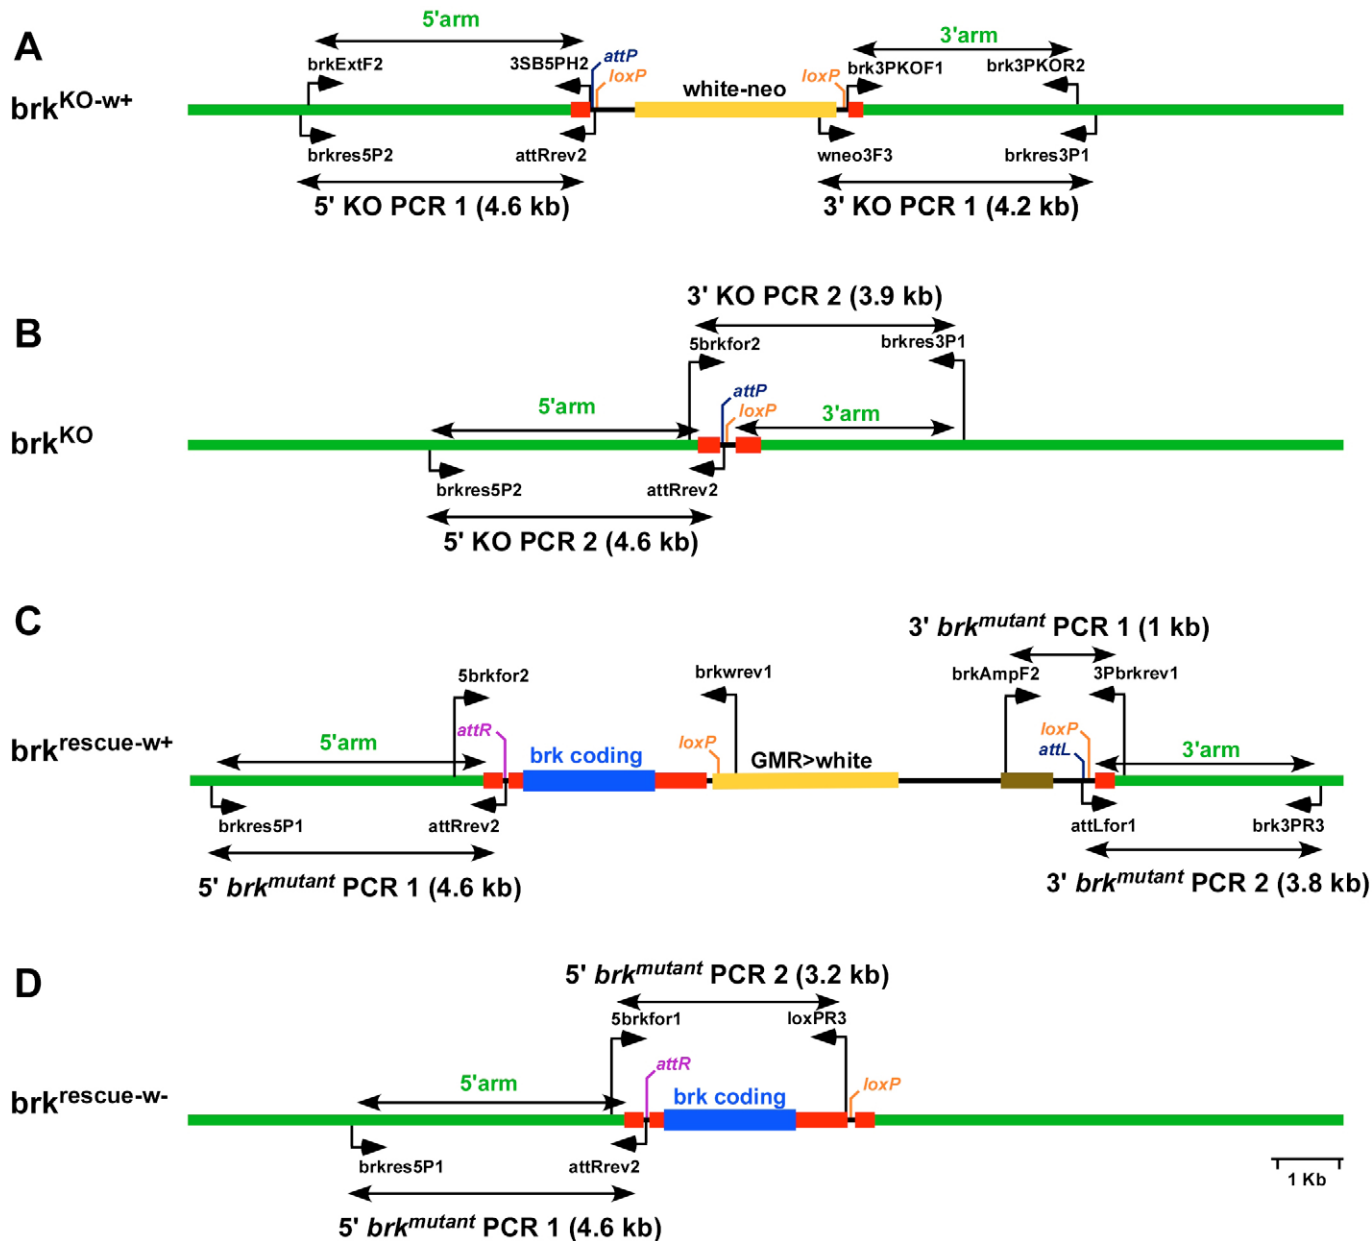 A
5'arm
3'arm
brkExtF2
3SB5PH2
attP
loxP
white-neo
loxP
brk3PKOF1
brk3PKOR2
brkKO-w+
brkres5P2
attRrev2
wneo3F3
brkres3P1
5' KO PCR 1 (4.6 kb)
3' KO PCR 1 (4.2 kb)
B
3' KO PCR 2 (3.9 kb)
5brkfor2
brkres3P1
attP
loxP
5'arm
3'arm
brkKO
brkres5P2
attRrev2
5' KO PCR 2 (4.6 kb)
C
3' brkmutant PCR 1 (1 kb)
5brkfor2
brkwrev1
brkAmpF2
3Pbrkrev1
attR
loxP
loxP
attL
5'arm
brk coding
GMR>white
3'arm
brkrescue-w+
brkres5P1
attRrev2
attLfor1
brk3PR3
5' brkmutant PCR 1 (4.6 kb)
3' brkmutant PCR 2 (3.8 kb)
D
5' brkmutant PCR 2 (3.2 kb)
5brkfor1
loxPR3
attR
loxP
5'arm
brk coding
brkrescue-w-
brkres5P1
attRrev2
1 Kb
5' brkmutant PCR 1 (4.6 kb)